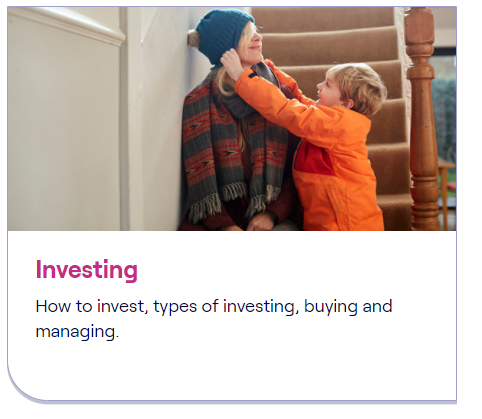 Investing
How to invest, types of investing, buying and
managing.